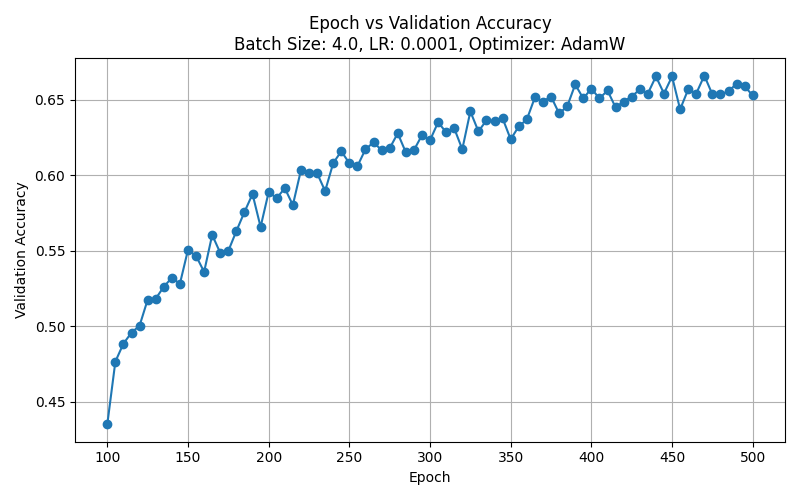 Epoch vs Validation Accuracy
Batch Size: 4.0, LR: 0.0001, Optimizer: AdamW
Validation Accuracy
0.65
0.60
0.55
0.50
0.45
100 150 200 250 300 350 400 450 500
Epoch